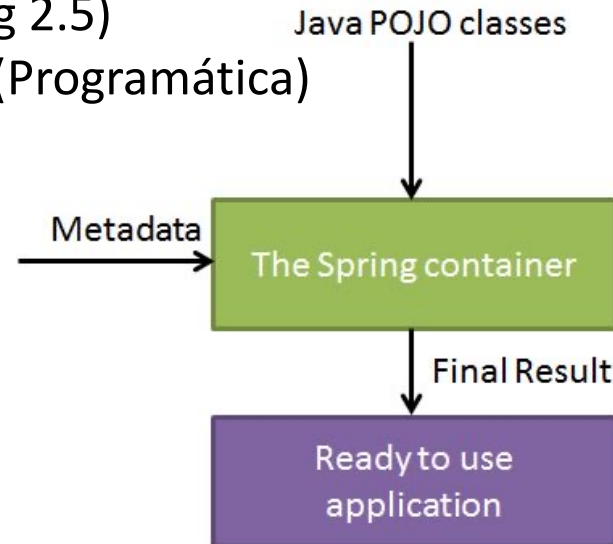 g 2.5)
(Programática)
Java POJO classes
Metadata
The Spring container
Final Result
Ready to use
application